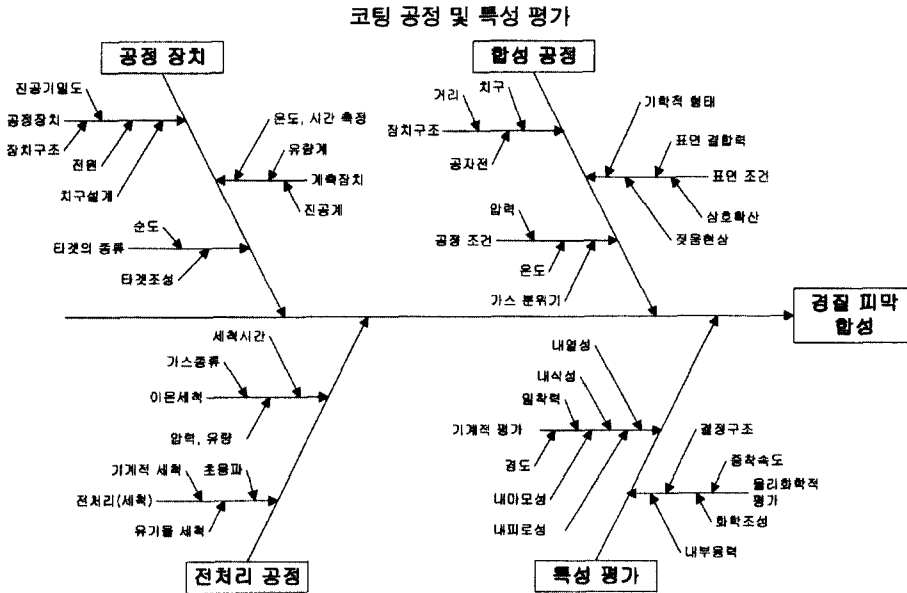 코팅 공정 및 특성 평가
공정 장치
진공기밀도
공정장치
장치구조
전원
치구설계
온도, 시간 측정
유량계
계측장치
진공계
순도
타겟의 종류
타겟조성
합성 공정
치구
거리
장치구조
공자전
기학적 형태
표면 결합력
표면 조건
상호확산
젖음현상
압력
공정 조건
온도
가스 분위기
경질 피막
합성
세척시간
가스종류
이온세척
압력, 유량
기계적 세척
초음파
전처리(세척)
유기물 세척
전처리 공정
내열성
내식성
밀착력
기계적 평가
경도
내마모성
내피로성
결정구조
증착속도
물리화학적
평가
화학조성
내부응력
특성 평가